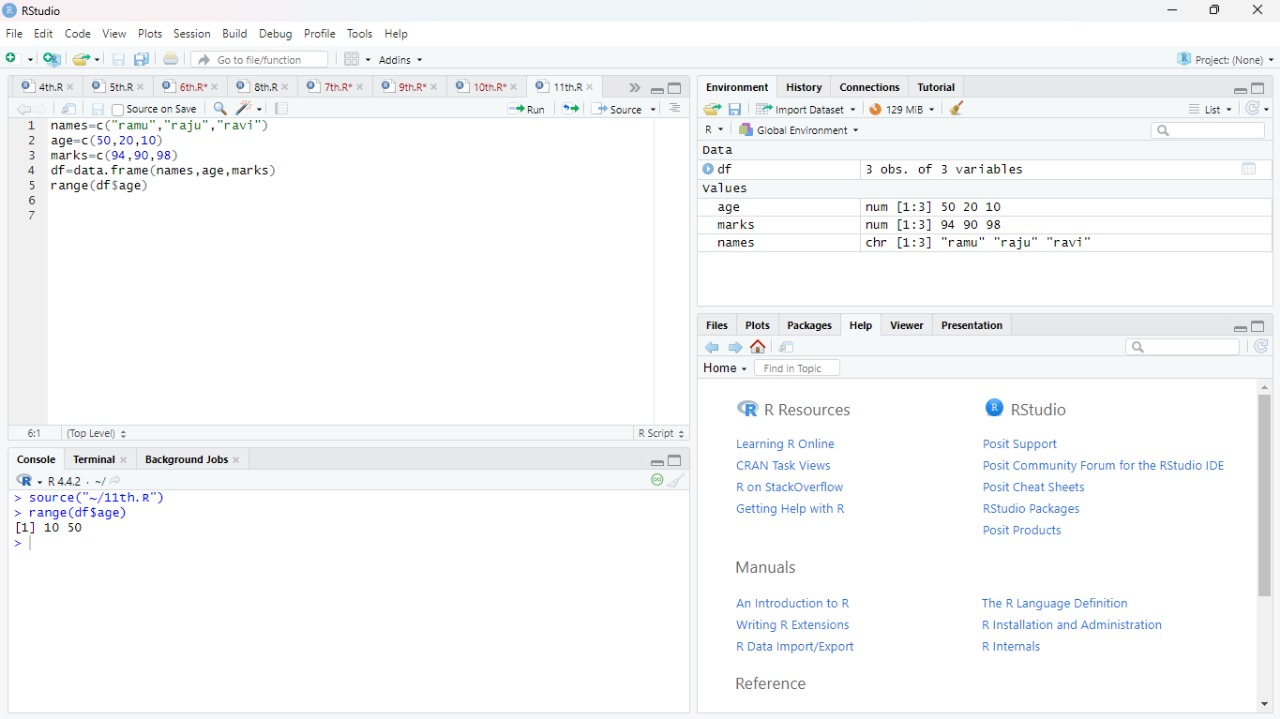 RStudio
File Edit Code View Plots Session Build Debug Profile Tools Help
Go to file/function Addins Project: (None)
4th.R 5th.R 6th.R* 8th.R 7th.R* 9th.R* 10th.R* 11th.R
Source on Save Run Source
1 names=c("ramu","raju","ravi")
2 age=c(50,20,10)
3 marks=c(94,90,98)
4 df=data.frame(names,age,marks)
5 range(df$age)
6
7
6:1 (Top Level) R Script
Console Terminal Background Jobs
R 4.4.2 · ~/
> source("~/11th.R")
> range(df$age)
[1] 10 50
>
Environment History Connections Tutorial
Import Dataset 129 MiB List
R Global Environment
Data
df 3 obs. of 3 variables
Values
age num [1:3] 50 20 10
marks num [1:3] 94 90 98
names chr [1:3] "ramu" "raju" "ravi"
Files Plots Packages Help Viewer Presentation
Home Find in Topic
R Resources
Learning R Online
CRAN Task Views
R on StackOverflow
Getting Help with R
RStudio
Posit Support
Posit Community Forum for the RStudio IDE
Posit Cheat Sheets
RStudio Packages
Posit Products
Manuals
An Introduction to R
Writing R Extensions
R Data Import/Export
The R Language Definition
R Installation and Administration
R Internals
Reference